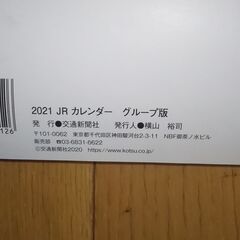 2021 JR カレンダー　グループ版
発　行●交通新聞社　　発行人●横山　裕司
〒101-0062　東京都千代田区神田駿河台2-3-11　NBF御茶ノ水ビル
販売部　☎03-6831-6622
©交通新聞社2020　https://www.kotsu.co.jp
126